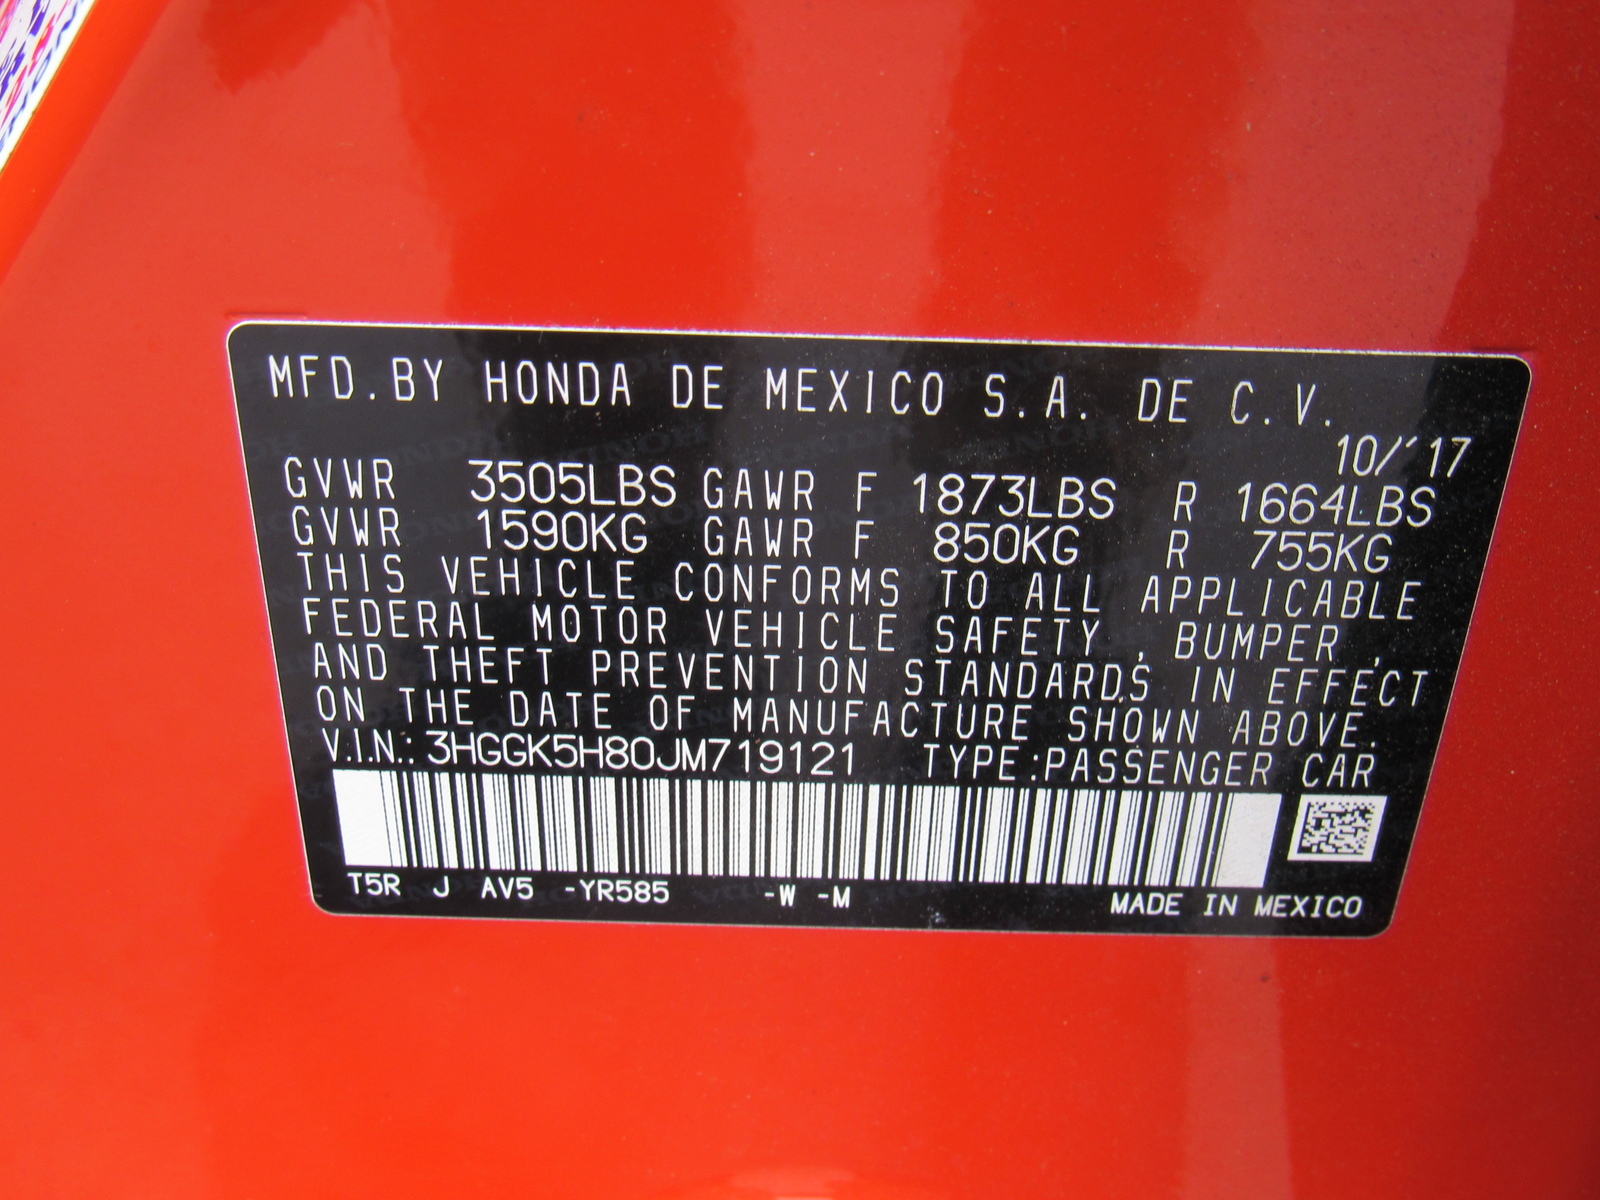 MFD.BY HONDA DE MEXICO S.A. DE C.V.
10/'17
GVWR 3505LBS GAWR F 1873LBS R 1664LBS
GVWR 1590KG GAWR F 850KG R 755KG
THIS VEHICLE CONFORMS TO ALL APPLICABLE
FEDERAL MOTOR VEHICLE SAFETY, BUMPER,
AND THEFT PREVENTION STANDARDS IN EFFECT
ON THE DATE OF MANUFACTURE SHOWN ABOVE.
V.I.N.: 3HGGK5H80JM719121 TYPE:PASSENGER CAR
T5R J AV5 -YR585 -W -M MADE IN MEXICO